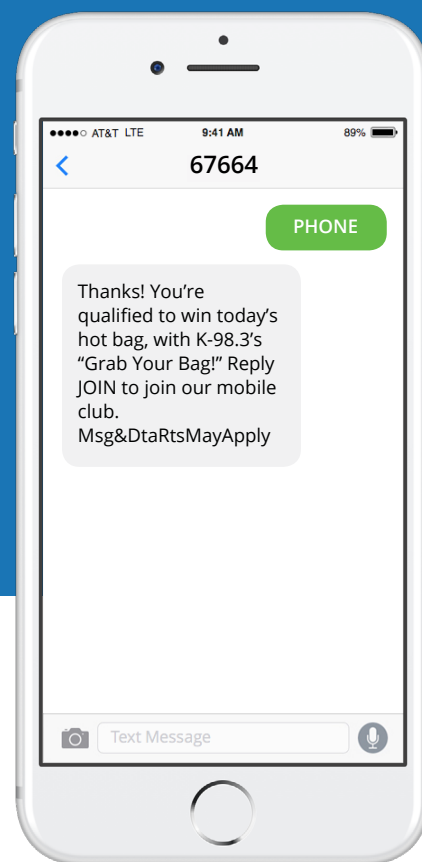 AT&T LTE 9:41 AM 89%
67664
PHONE
Thanks! You’re
qualified to win today’s
hot bag, with K-98.3’s
“Grab Your Bag!” Reply
JOIN to join our mobile
club.
Msg&DtaRtsMayApply
Text Message